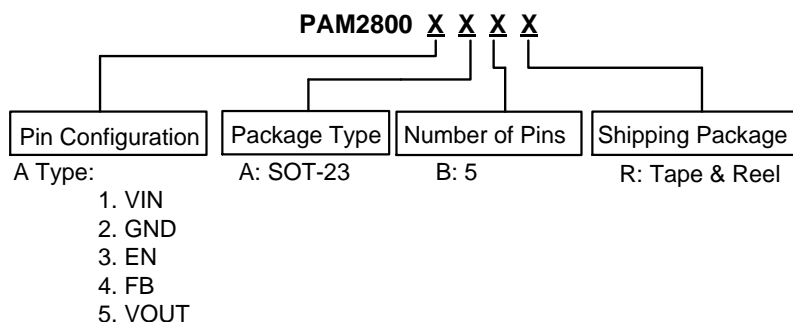 PAM2800 X X X X
Pin Configuration
Package Type
Number of Pins
Shipping Package
A Type:
1. VIN
2. GND
3. EN
4. FB
5. VOUT
A: SOT-23
B: 5
R: Tape & Reel